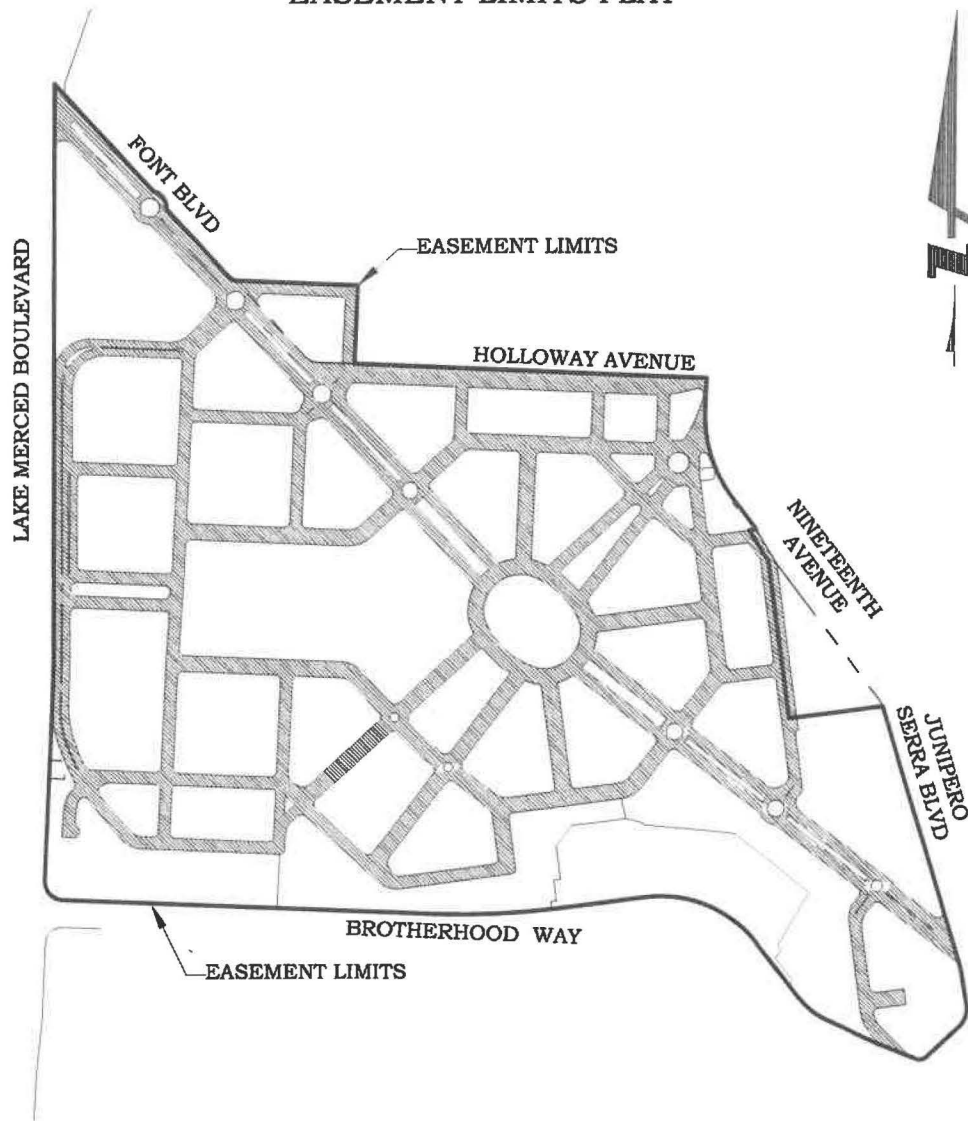 EASEMENT LIMITS PLAT
FONT BLVD
EASEMENT LIMITS
LAKE MERCED BOULEVARD
HOLLOWAY AVENUE
NINETEENTH
AVENUE
JUNIPERO
SERRA BLVD
BROTHERHOOD WAY
EASEMENT LIMITS